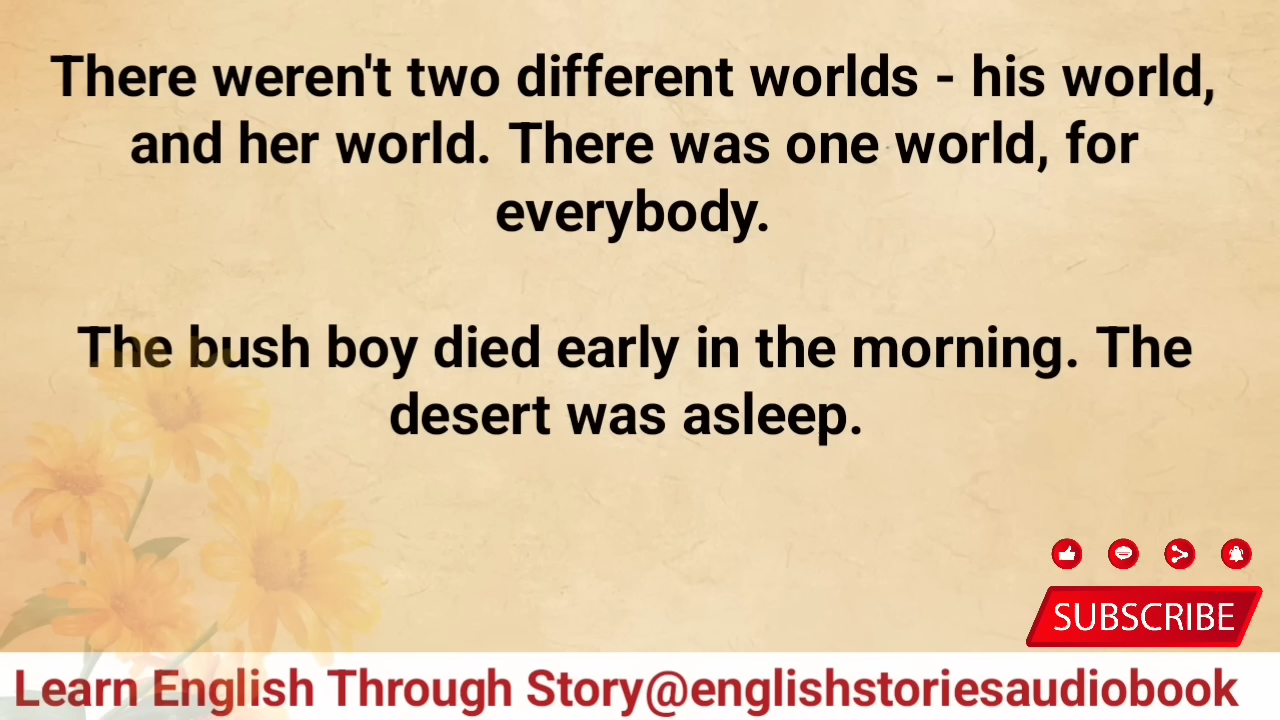 There weren't two different worlds - his world,
and her world. There was one world, for
everybody.
The bush boy died early in the morning. The
desert was asleep.
SUBSCRIBE
Learn English Through Story@englishstoriesaudiobook